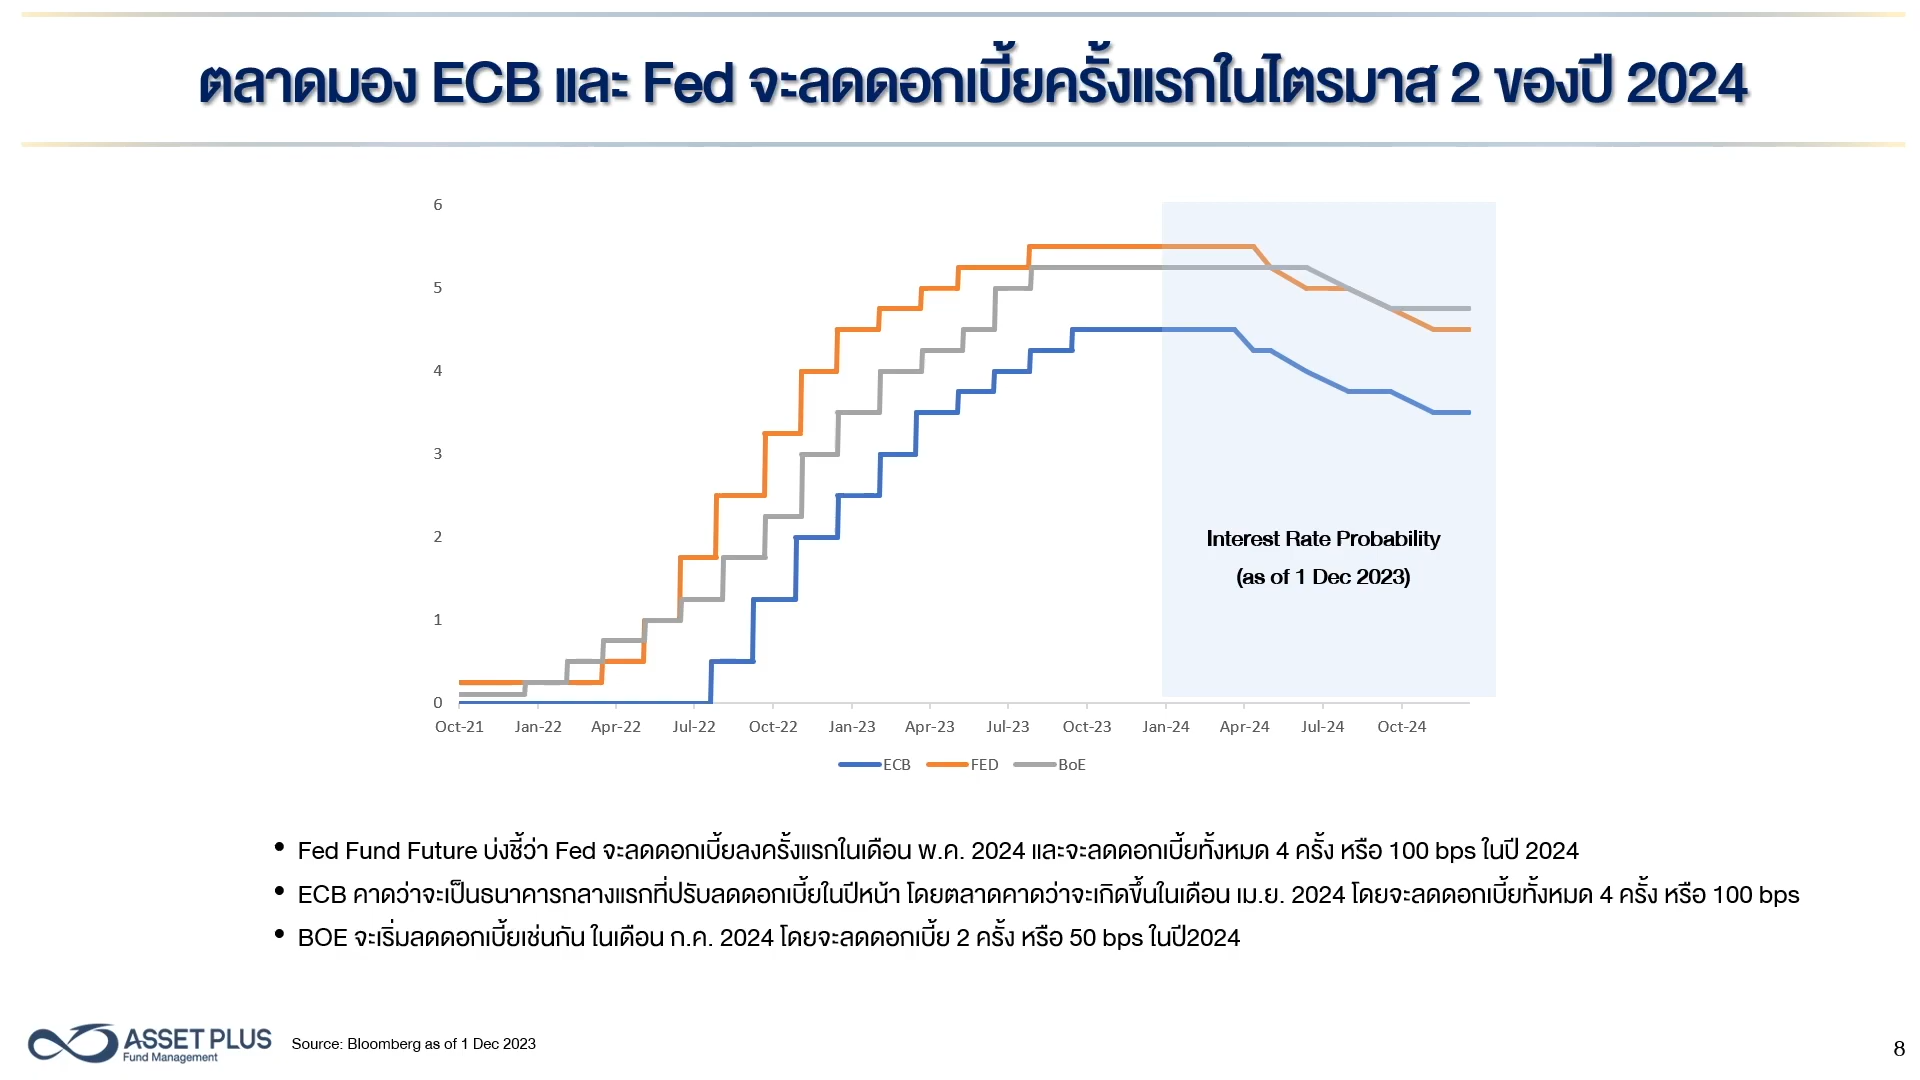 ตลาดมอง ECB และ Fed จะลดดอกเบี้ยครั้งแรกในไตรมาส 2 ของปี 2024
6
5
4
3
2
1
0
Interest Rate Probability
(as of 1 Dec 2023)
Oct-21 Jan-22 Apr-22 Jul-22 Oct-22 Jan-23 Apr-23 Jul-23 Oct-23 Jan-24 Apr-24 Jul-24 Oct-24
ECB FED BoE
• Fed Fund Future บ่งชี้ว่า Fed จะลดดอกเบี้ยลงครั้งแรกในเดือน พ.ค. 2024 และจะลดดอกเบี้ยทั้งหมด 4 ครั้ง หรือ 100 bps ในปี 2024
• ECB คาดว่าจะเป็นธนาคารกลางแรกที่ปรับลดดอกเบี้ยในปีหน้า โดยตลาดคาดว่าจะเกิดขึ้นในเดือน เม.ย. 2024 โดยจะลดดอกเบี้ยทั้งหมด 4 ครั้ง หรือ 100 bps
• BOE จะเริ่มลดดอกเบี้ยเช่นกัน ในเดือน ก.ค. 2024 โดยจะลดดอกเบี้ย 2 ครั้ง หรือ 50 bps ในปี2024
ASSET PLUS
Fund Management
Source: Bloomberg as of 1 Dec 2023
8